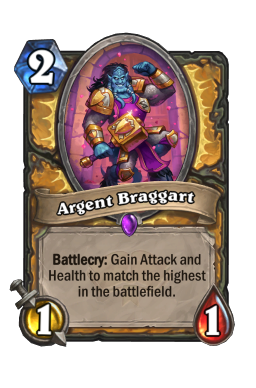 2
Argent Braggart
Battlecry: Gain Attack and
Health to match the highest
in the battlefield.
1
1